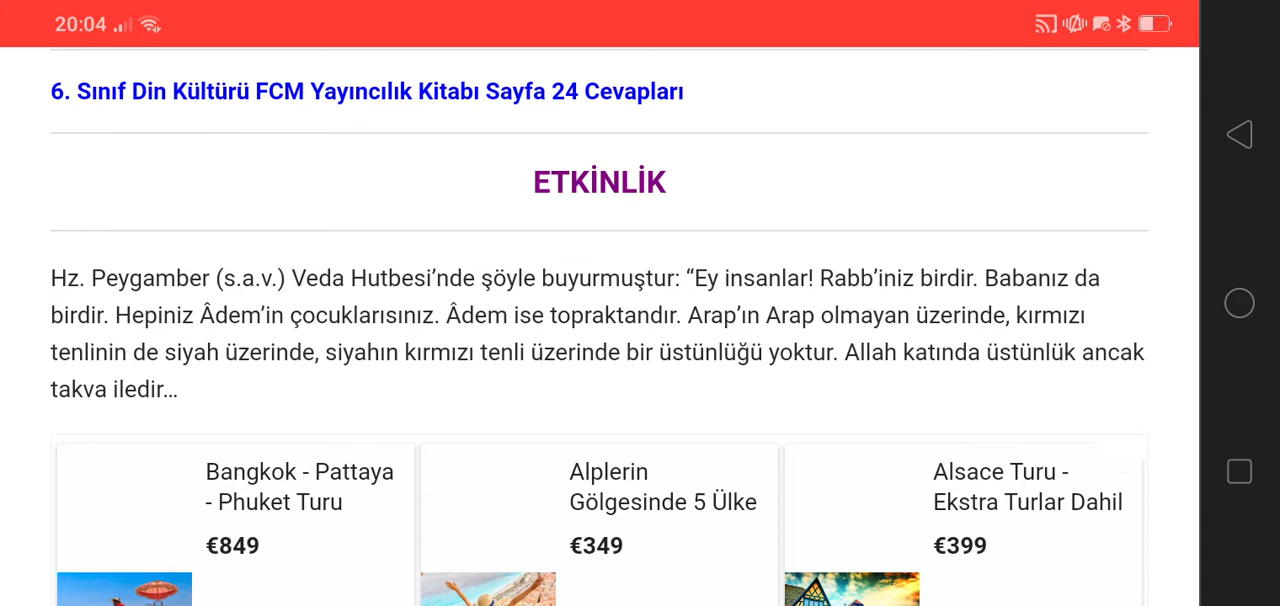 20:04
6. Sınıf Din Kültürü FCM Yayıncılık Kitabı Sayfa 24 Cevapları
ETKİNLİK
Hz. Peygamber (s.a.v.) Veda Hutbesi’nde şöyle buyurmuştur: “Ey insanlar! Rabb’iniz birdir. Babanız da
birdir. Hepiniz Âdem’in çocuklarısınız. Âdem ise topraktandır. Arap’ın Arap olmayan üzerinde, kırmızı
tenlinin de siyah üzerinde, siyahın kırmızı tenli üzerinde bir üstünlüğü yoktur. Allah katında üstünlük ancak
takva iledir…
Bangkok - Pattaya
- Phuket Turu
€849
Alplerin
Gölgesinde 5 Ülke
€349
Alsace Turu -
Ekstra Turlar Dahil
€399